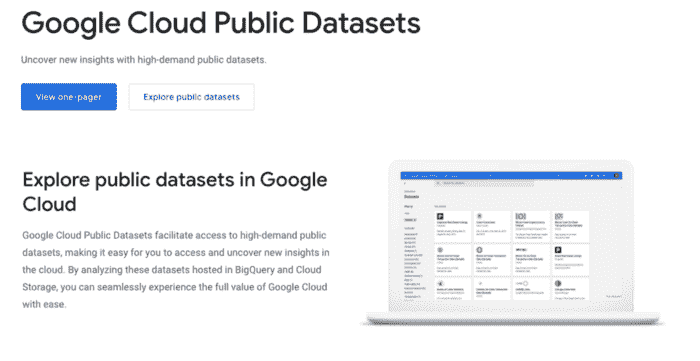 Google Cloud Public Datasets
Uncover new insights with high-demand public datasets.
View one-pager
Explore public datasets
Explore public datasets in Google
Cloud
Google Cloud Public Datasets facilitate access to high-demand public
datasets, making it easy for you to access and uncover new insights in
the cloud. By analyzing these datasets hosted in BigQuery and Cloud
Storage, you can seamlessly experience the full value of Google Cloud
with ease.
Datasets